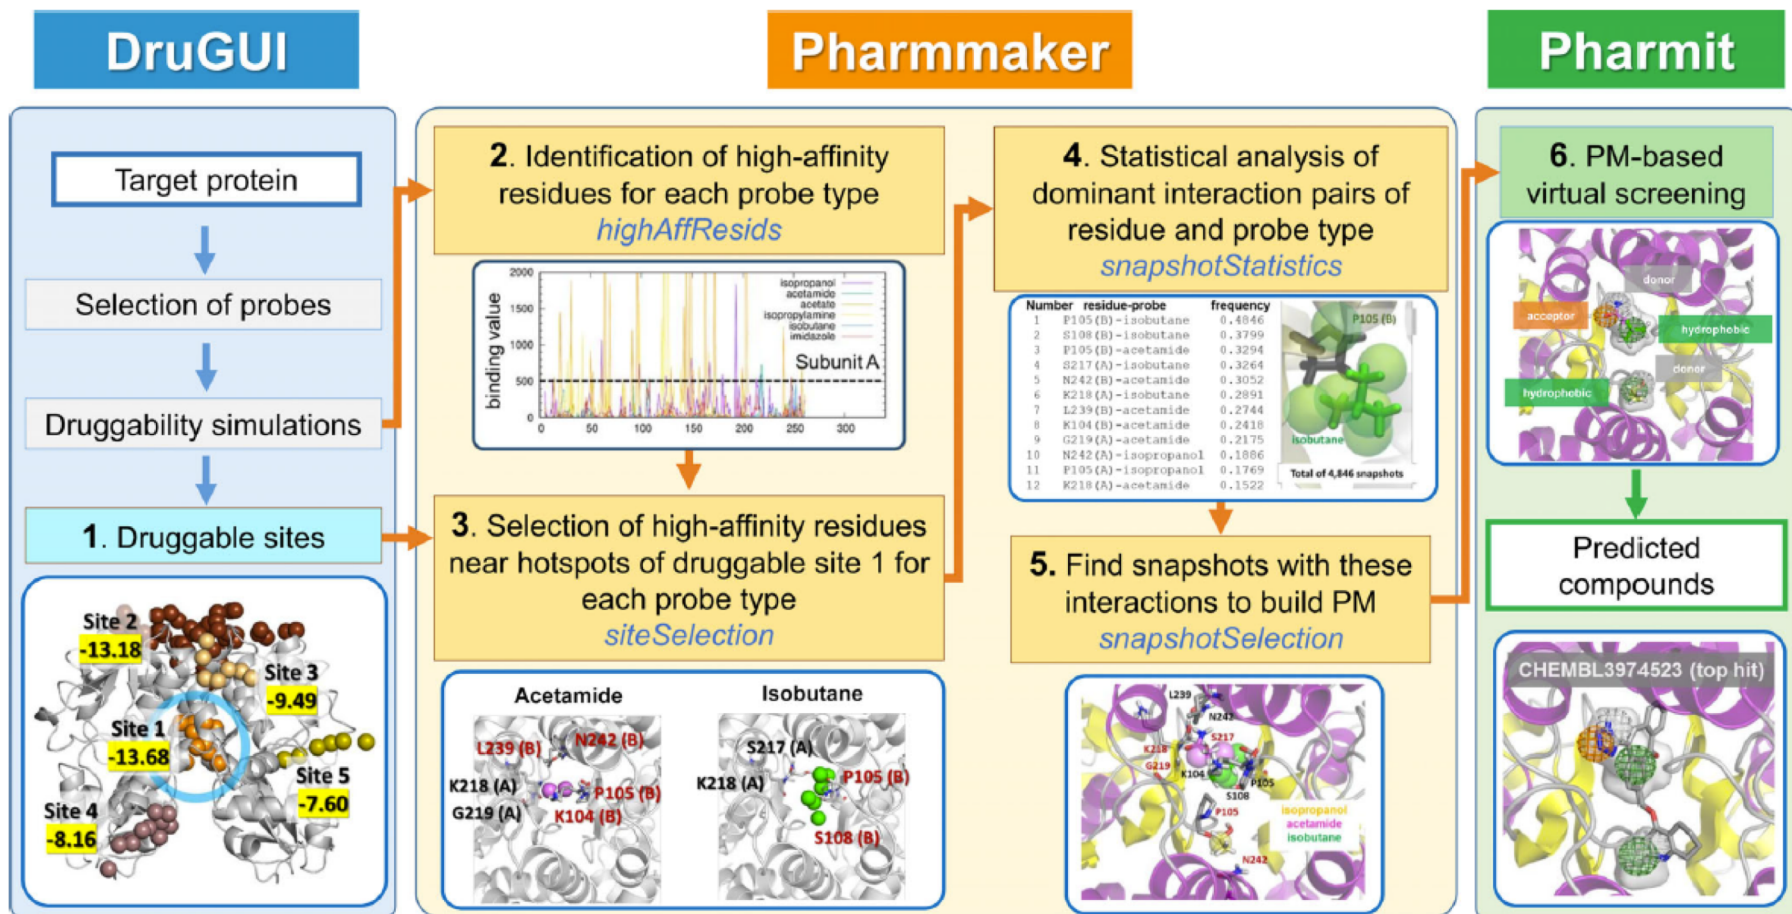 DruGUI
Pharmmaker
Pharmit
Target protein
Selection of probes
Druggability simulations
1. Druggable sites
Site 2
-13.18
Site 3
-9.49
Site 1
-13.68
Site 5
-7.60
Site 4
-8.16
2. Identification of high-affinity
residues for each probe type
highAffResids
binding value
2000
1500
1000
500
0
0
50
100
150
200
250
300
isopropanol
acetamide
acetate
isopropylamine
isobutane
imidazole
Subunit A
3. Selection of high-affinity residues
near hotspots of druggable site 1 for
each probe type
siteSelection
Acetamide
L239 (B)
N242 (B)
K218 (A)
P105 (B)
G219 (A)
K104 (B)
Isobutane
S217 (A)
K218 (A)
P105 (B)
S108 (B)
4. Statistical analysis of
dominant interaction pairs of
residue and probe type
snapshotStatistics
Number residue-probe frequency
1 P105(B)-isobutane 0.4846
2 S108(B)-isobutane 0.3799
3 P105(B)-acetamide 0.3294
4 S217(A)-isobutane 0.3264
5 N242(B)-acetamide 0.3052
6 K218(A)-isobutane 0.2891
7 L239(B)-acetamide 0.2744
8 K104(B)-acetamide 0.2418
9 G219(A)-acetamide 0.2175
10 N242(A)-isopropanol 0.1886
11 P105(A)-isopropanol 0.1769
12 K218(A)-acetamide 0.1522
P105 (B)
isobutane
Total of 4,846 snapshots
5. Find snapshots with these
interactions to build PM
snapshotSelection
L239
N242
K218
S217
G219
K104
P105
S108
P105
isopropanol
acetamide
isobutane
N242
6. PM-based
virtual screening
donor
acceptor
hydrophobic
donor
hydrophobic
Predicted
compounds
CHEMBL3974523 (top hit)